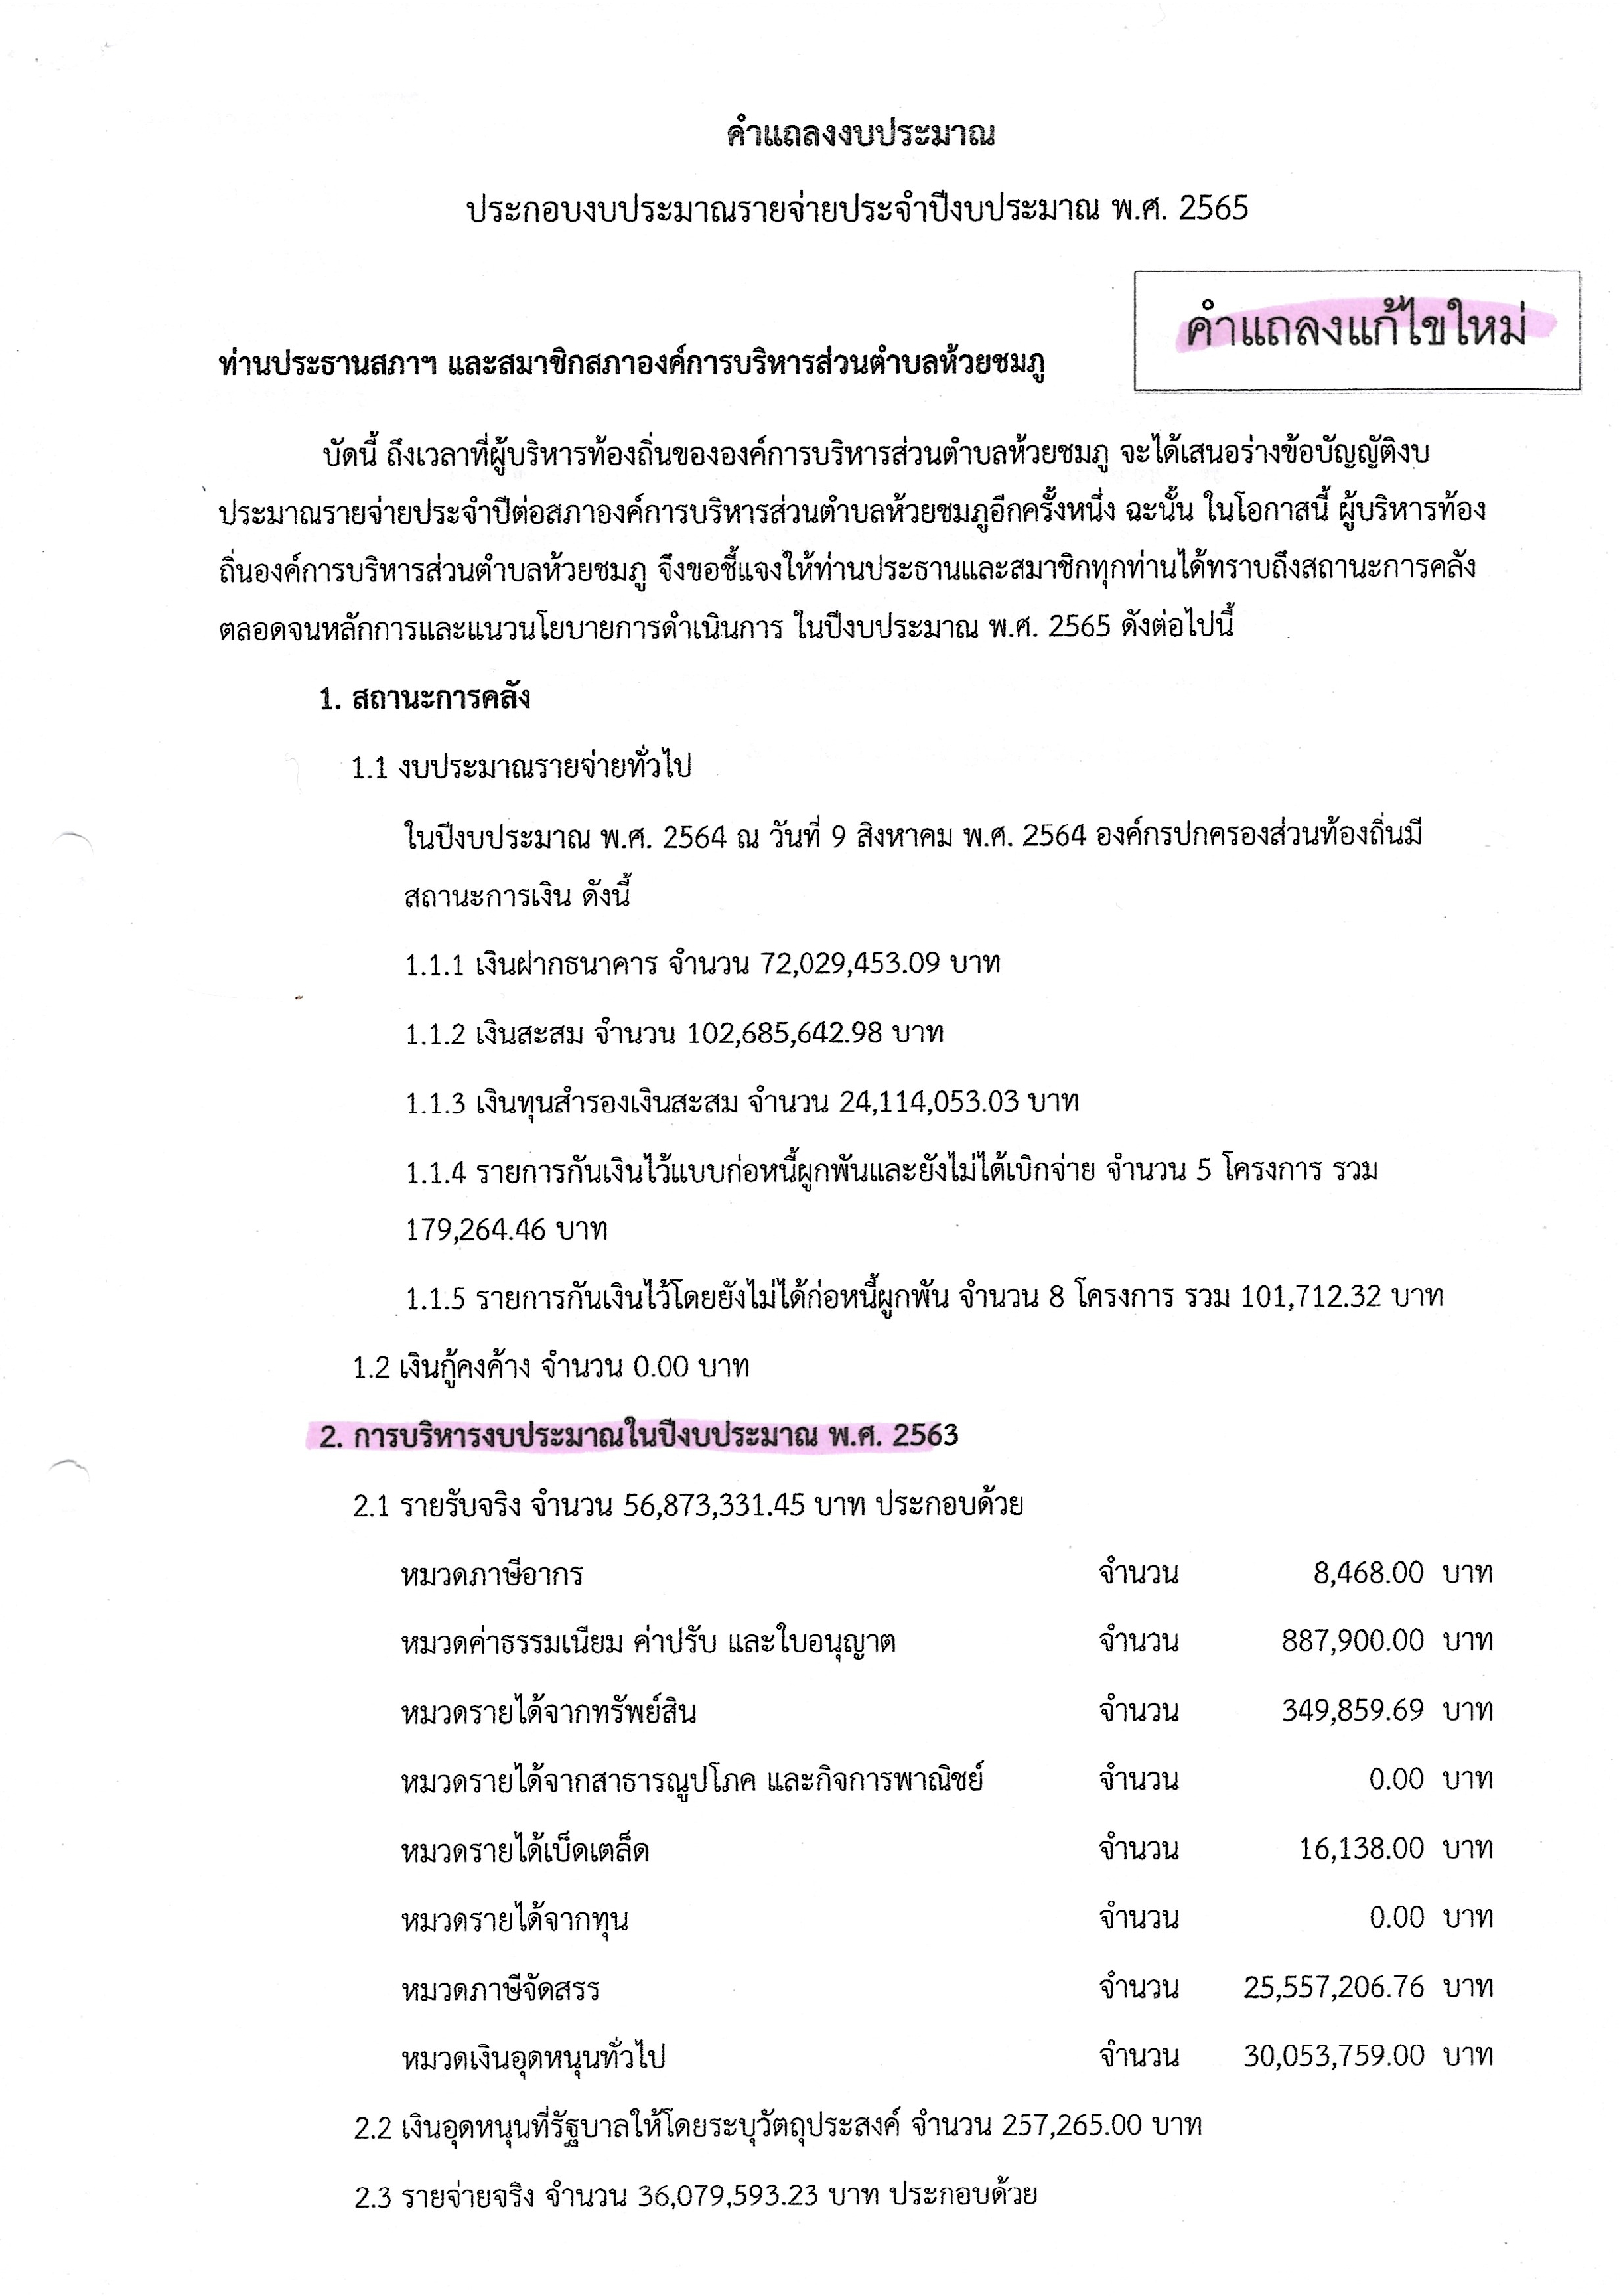 คำแถลงงบประมาณ
ประกอบงบประมาณรายจ่ายประจำปีงบประมาณ พ.ศ. 2565
คำแถลงแก้ไขใหม่
ท่านประธานสภาฯ และสมาชิกสภาองค์การบริหารส่วนตำบลห้วยชมภู
บัดนี้ ถึงเวลาที่ผู้บริหารท้องถิ่นขององค์การบริหารส่วนตำบลห้วยชมภู จะได้เสนอร่างข้อบัญญัติงบ
ประมาณรายจ่ายประจำปีต่อสภาองค์การบริหารส่วนตำบลห้วยชมภูอีกครั้งหนึ่ง ฉะนั้น ในโอกาสนี้ ผู้บริหารท้อง
ถิ่นองค์การบริหารส่วนตำบลห้วยชมภู จึงขอชี้แจงให้ท่านประธานและสมาชิกทุกท่านได้ทราบถึงสถานะการคลัง
ตลอดจนหลักการและแนวนโยบายการดำเนินการ ในปีงบประมาณ พ.ศ. 2565 ดังต่อไปนี้
1. สถานะการคลัง
1.1 งบประมาณรายจ่ายทั่วไป
ในปีงบประมาณ พ.ศ. 2564 ณ วันที่ 9 สิงหาคม พ.ศ. 2564 องค์กรปกครองส่วนท้องถิ่นมี
สถานะการเงิน ดังนี้
1.1.1 เงินฝากธนาคาร จำนวน 72,029,453.09 บาท
1.1.2 เงินสะสม จำนวน 102,685,642.98 บาท
1.1.3 เงินทุนสำรองเงินสะสม จำนวน 24,114,053.03 บาท
1.1.4 รายการกันเงินไว้แบบก่อหนี้ผูกพันและยังไม่ได้เบิกจ่าย จำนวน 5 โครงการ รวม
179,264.46 บาท
1.1.5 รายการกันเงินไว้โดยยังไม่ได้ก่อหนี้ผูกพัน จำนวน 8 โครงการ รวม 101,712.32 บาท
1.2 เงินกู้คงค้าง จำนวน 0.00 บาท
2. การบริหารงบประมาณในปีงบประมาณ พ.ศ. 2563
2.1 รายรับจริง จำนวน 56,873,331.45 บาท ประกอบด้วย
หมวดภาษีอากร จำนวน 8,468.00 บาท
หมวดค่าธรรมเนียม ค่าปรับ และใบอนุญาต จำนวน 887,900.00 บาท
หมวดรายได้จากทรัพย์สิน จำนวน 349,859.69 บาท
หมวดรายได้จากสาธารณูปโภค และกิจการพาณิชย์ จำนวน 0.00 บาท
หมวดรายได้เบ็ดเตล็ด จำนวน 16,138.00 บาท
หมวดรายได้จากทุน จำนวน 0.00 บาท
หมวดภาษีจัดสรร จำนวน 25,557,206.76 บาท
หมวดเงินอุดหนุนทั่วไป จำนวน 30,053,759.00 บาท
2.2 เงินอุดหนุนที่รัฐบาลให้โดยระบุวัตถุประสงค์ จำนวน 257,265.00 บาท
2.3 รายจ่ายจริง จำนวน 36,079,593.23 บาท ประกอบด้วย